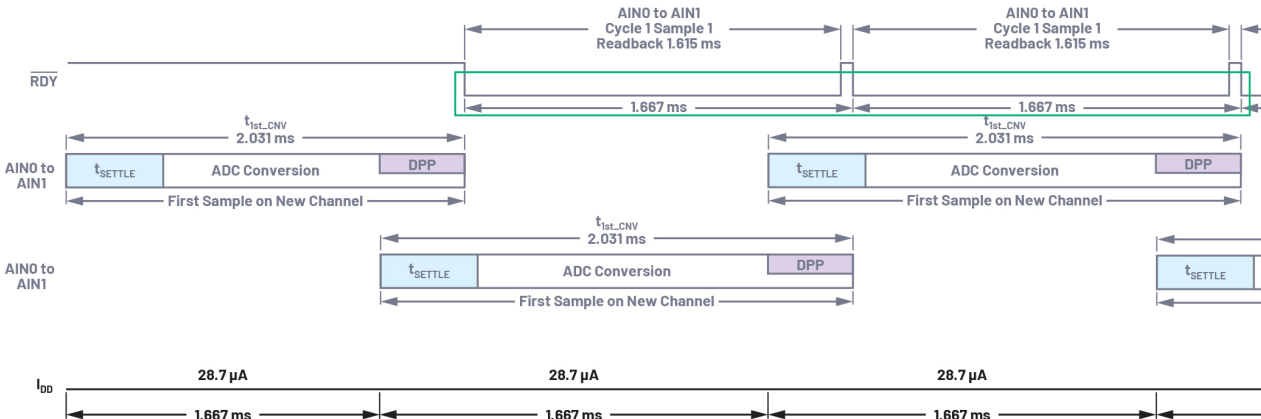 AIN0 to AIN1
Cycle 1 Sample 1
Readback 1.615 ms
AIN0 to AIN1
Cycle 1 Sample 1
Readback 1.615 ms
RDY
1.667 ms
1.667 ms
t1st_CNV
2.031 ms
t1st_CNV
2.031 ms
AIN0 to
AIN1
tSETTLE
ADC Conversion
DPP
tSETTLE
ADC Conversion
DPP
First Sample on New Channel
First Sample on New Channel
t1st_CNV
2.031 ms
AIN0 to
AIN1
tSETTLE
ADC Conversion
DPP
tSETTLE
First Sample on New Channel
28.7 µA
28.7 µA
28.7 µA
IDD
1.667 ms
1.667 ms
1.667 ms